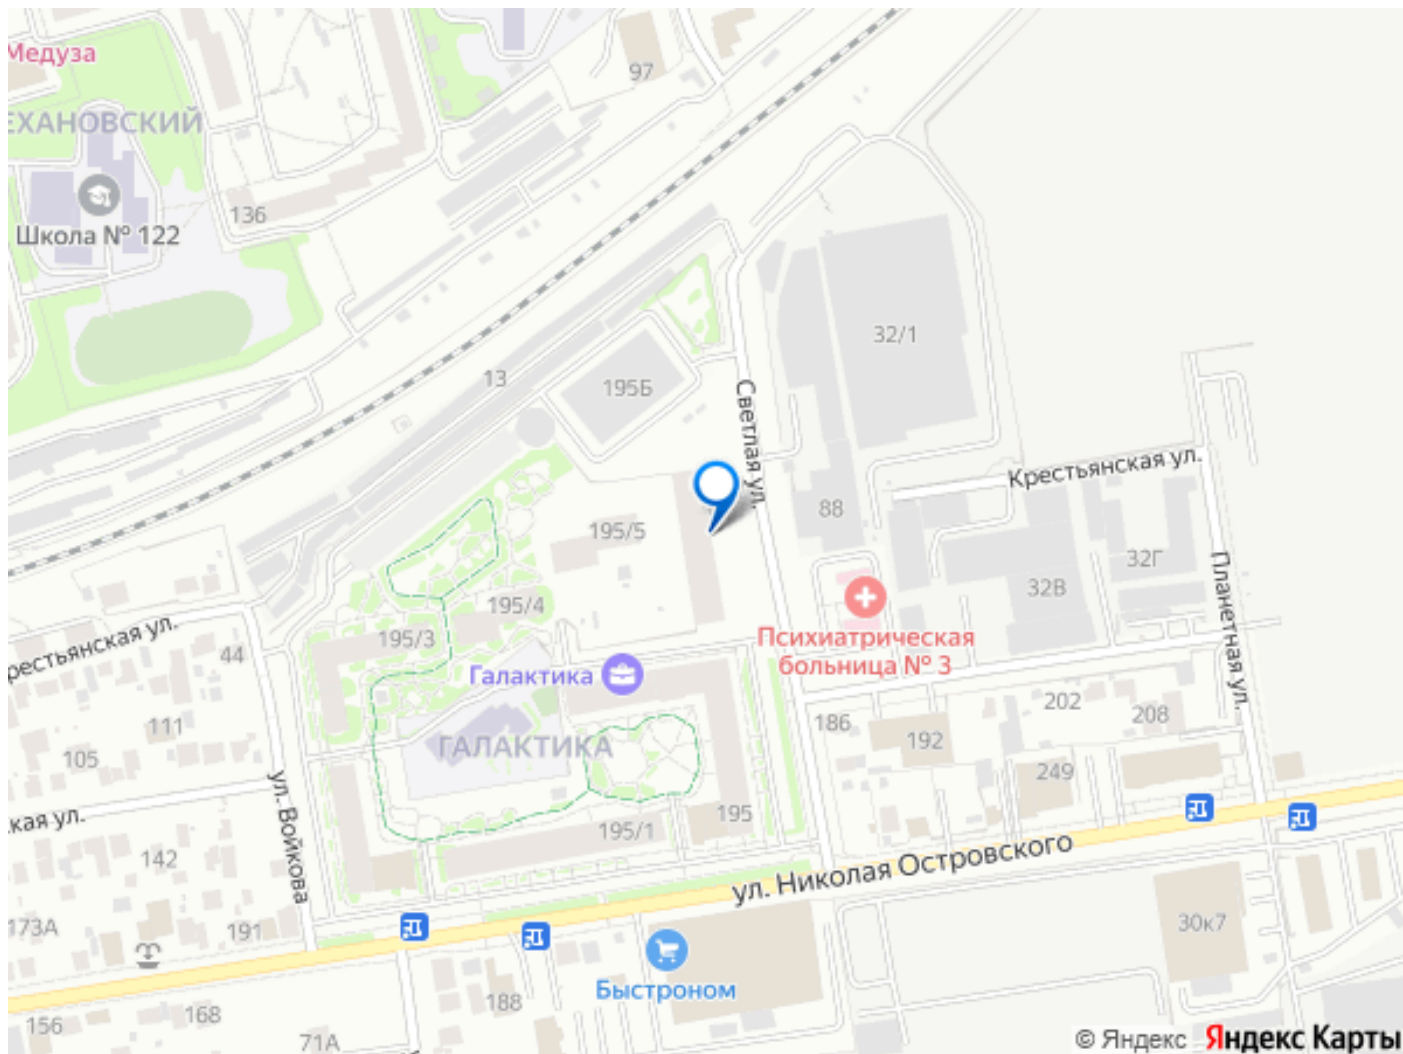 Медуза
97
ЕХАНОВСКИЙ
136
Школа № 122
32/1
13
195Б
Светлая ул.
Крестьянская ул.
88
195/5
32Г
32В
Планетная ул.
195/4
Психиатрическая
больница № 3
195/3
рестьянская ул.
44
Галактика
202
208
111
186
192
ГАЛАКТИКА
105
249
ул. Войкова
кая ул.
195
195/1
142
ул. Николая Островского
173А
191
30к7
Быстроном
188
168
156
71А
© Яндекс Яндекс Карты